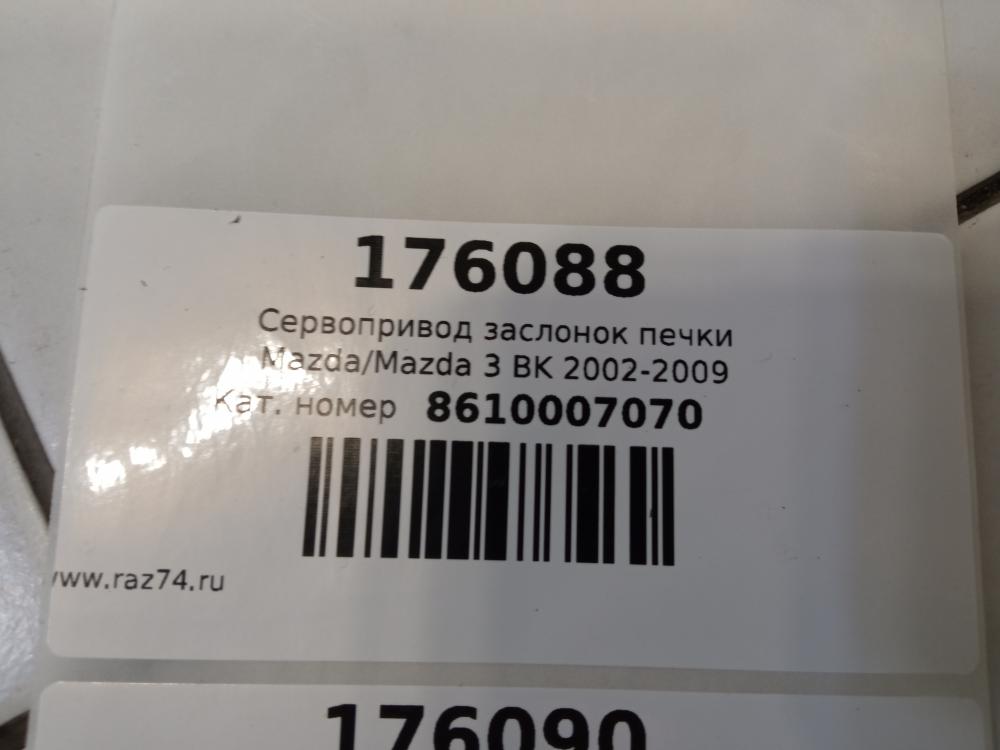 176088
Сервопривод заслонок печки
Mazda/Mazda 3 BK 2002-2009
Кат. номер 8610007070
www.raz74.ru
176090